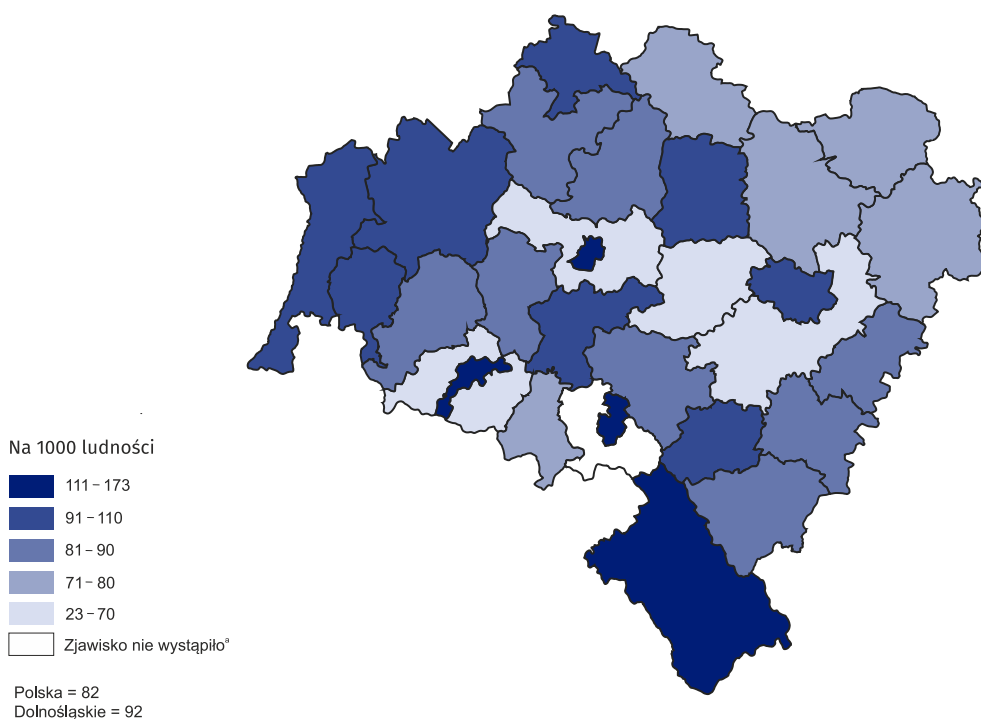 Na 1000 ludności
111 – 173
91 – 110
81 – 90
71 – 80
23 – 70
Zjawisko nie wystąpiłoᵃ
Polska = 82
Dolnośląskie = 92